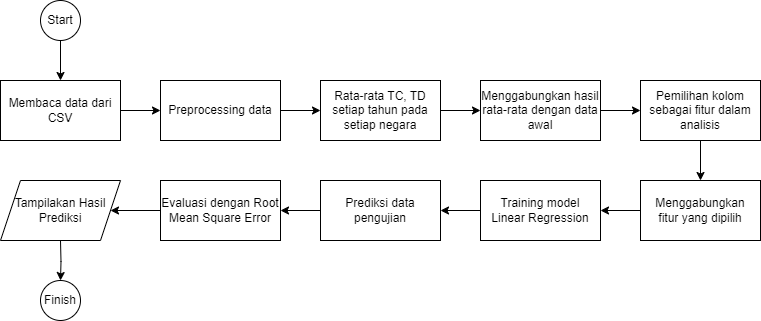 Start
Membaca data dari
CSV
Preprocessing data
Rata-rata TC, TD
setiap tahun pada
setiap negara
Menggabungkan hasil
rata-rata dengan data
awal
Pemilihan kolom
sebagai fitur dalam
analisis
Menggabungkan
fitur yang dipilih
Training model
Linear Regression
Prediksi data
pengujian
Evaluasi dengan Root
Mean Square Error
Tampilakan Hasil
Prediksi
Finish